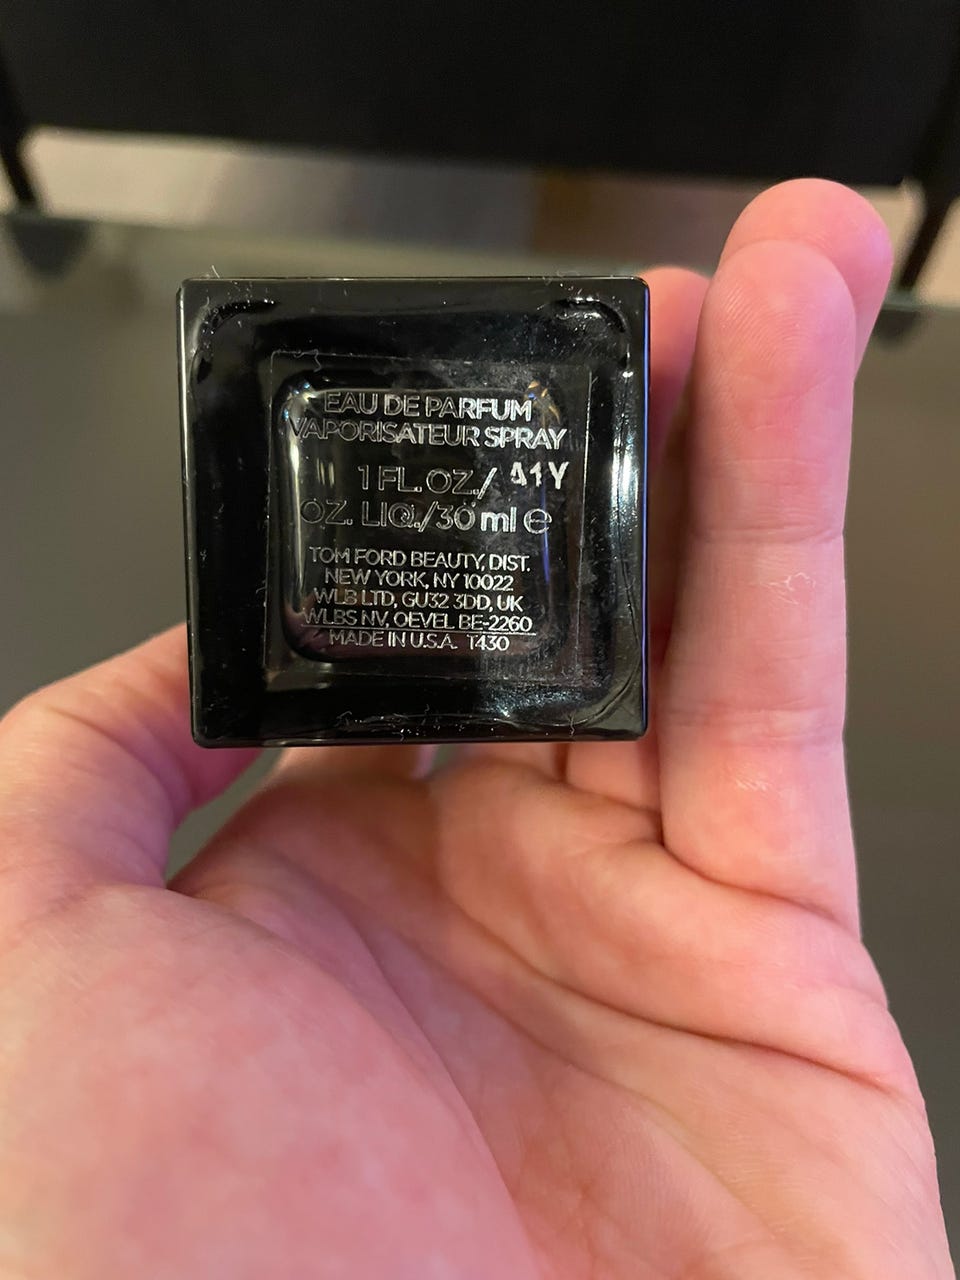 EAU DE PARFUM
VAPORISATEUR SPRAY
1 FL. OZ./ A1Y
OZ. LIQ./30 ml ℮
TOM FORD BEAUTY, DIST.
NEW YORK, NY 10022
WLB LTD, GU32 3DD, UK
WLBS NV, OEVEL BE-2260
MADE IN U.S.A. T430